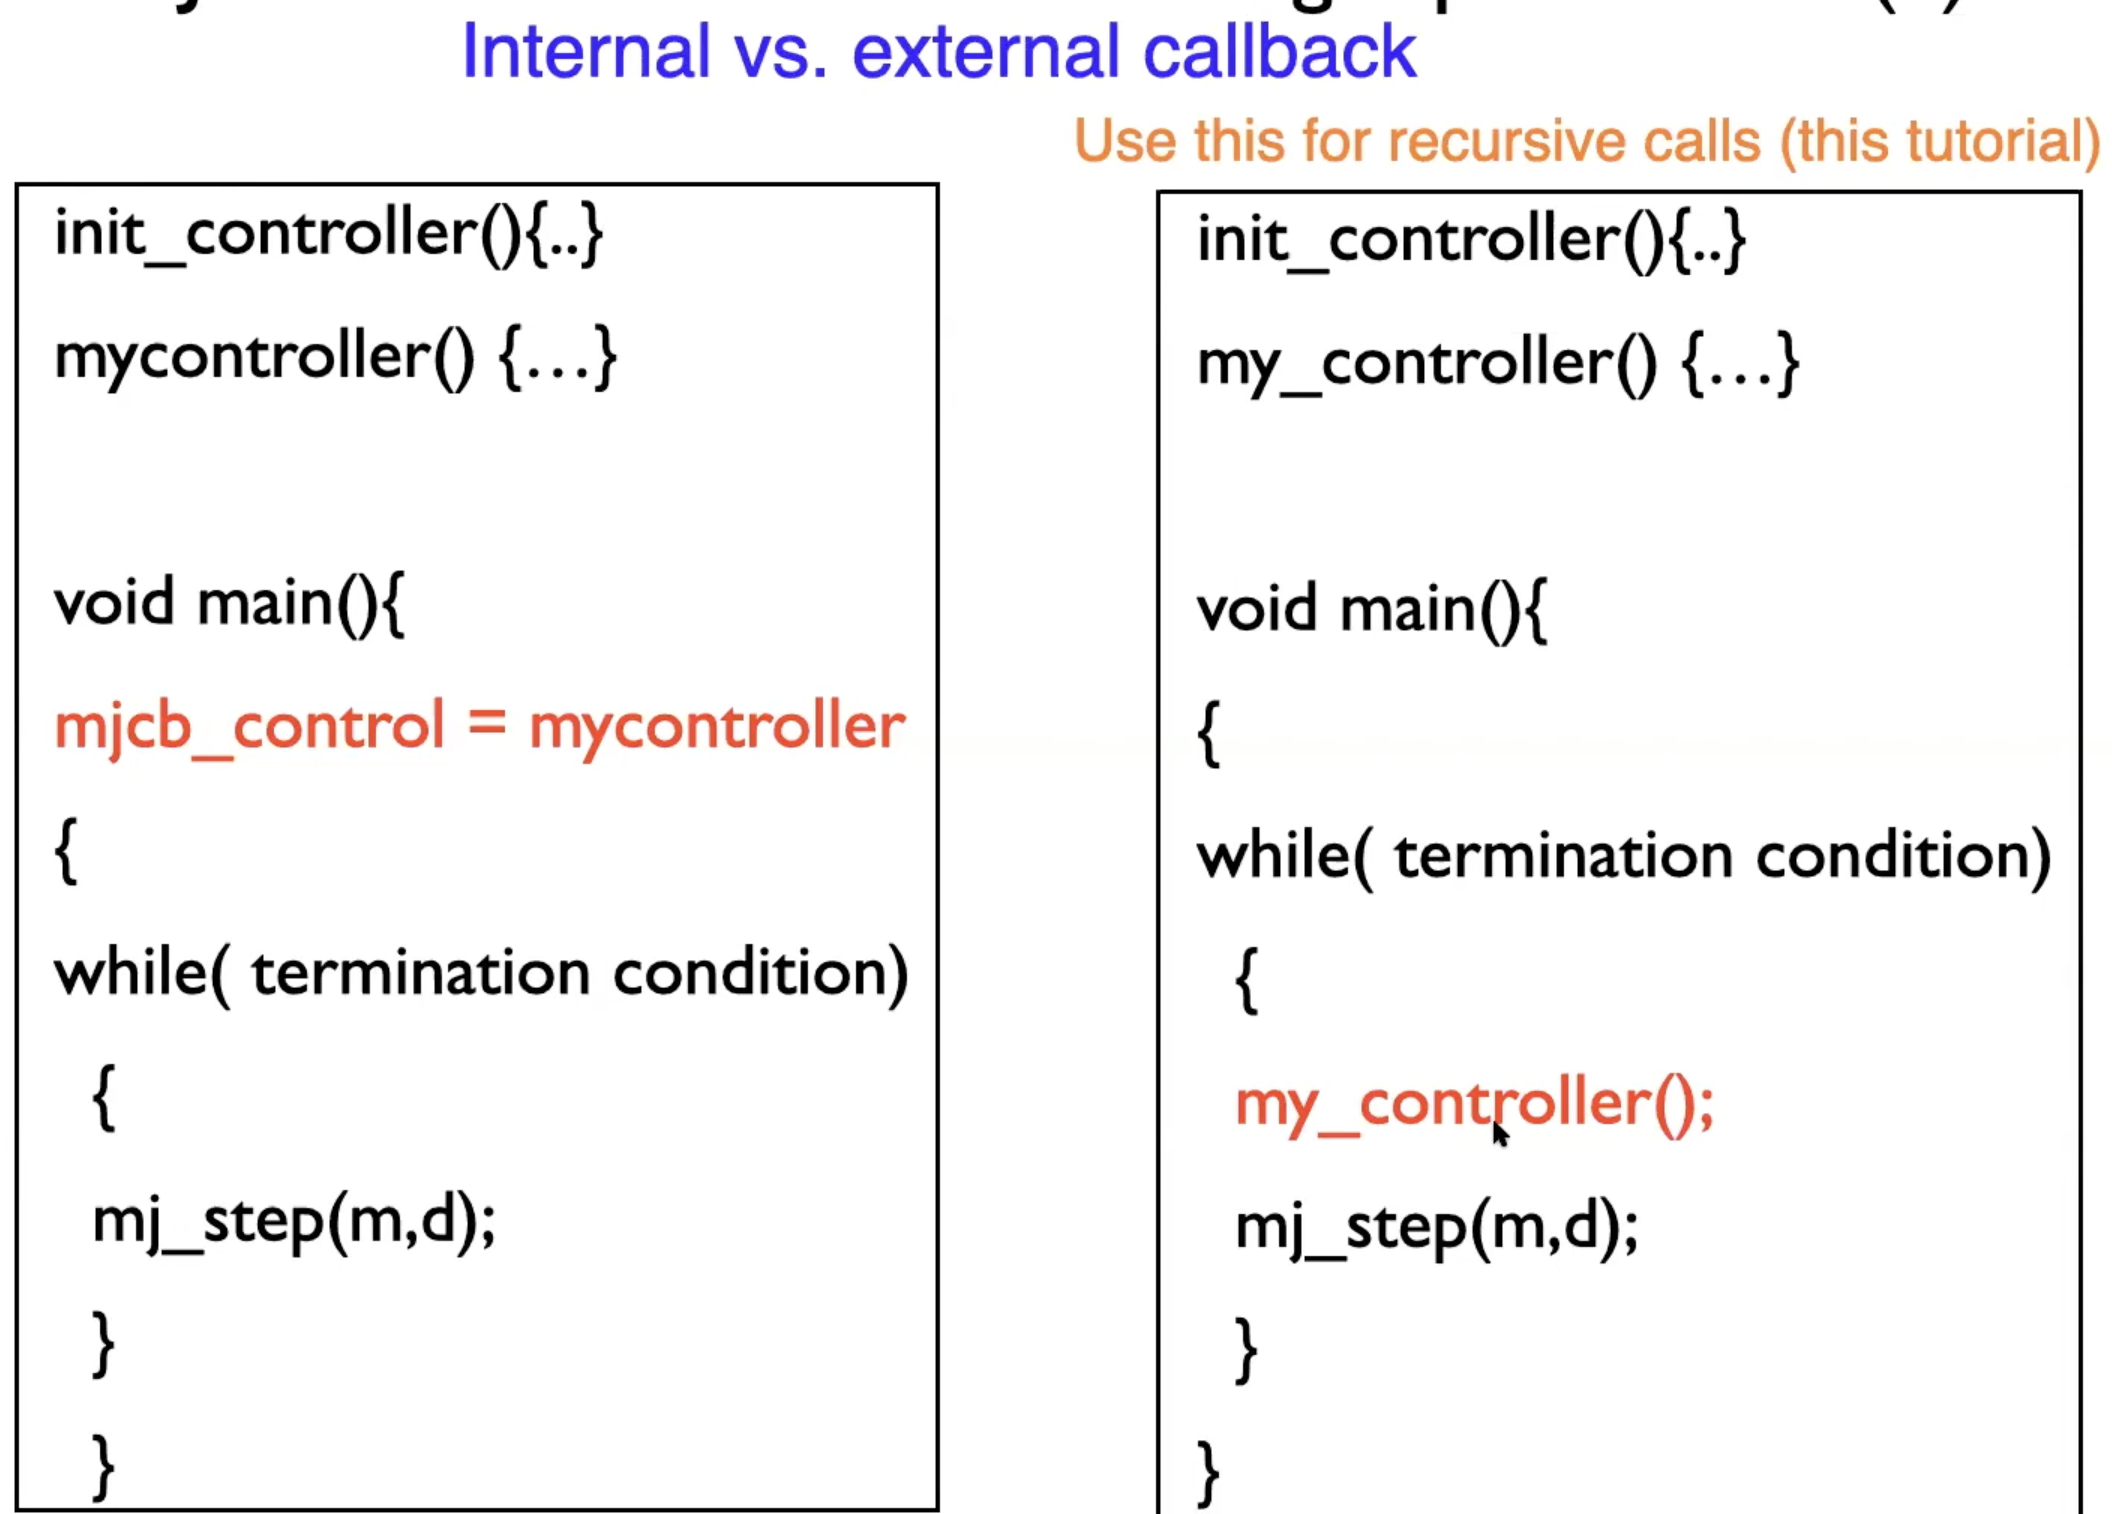 Internal vs. external callback
Use this for recursive calls (this tutorial)
init_controller(){..}
mycontroller() {...}
void main(){
mjcb_control = mycontroller
{
while( termination condition)
{
mj_step(m,d);
}
}
init_controller(){..}
my_controller() {...}
void main(){
{
while( termination condition)
{
my_controller();
mj_step(m,d);
}
}